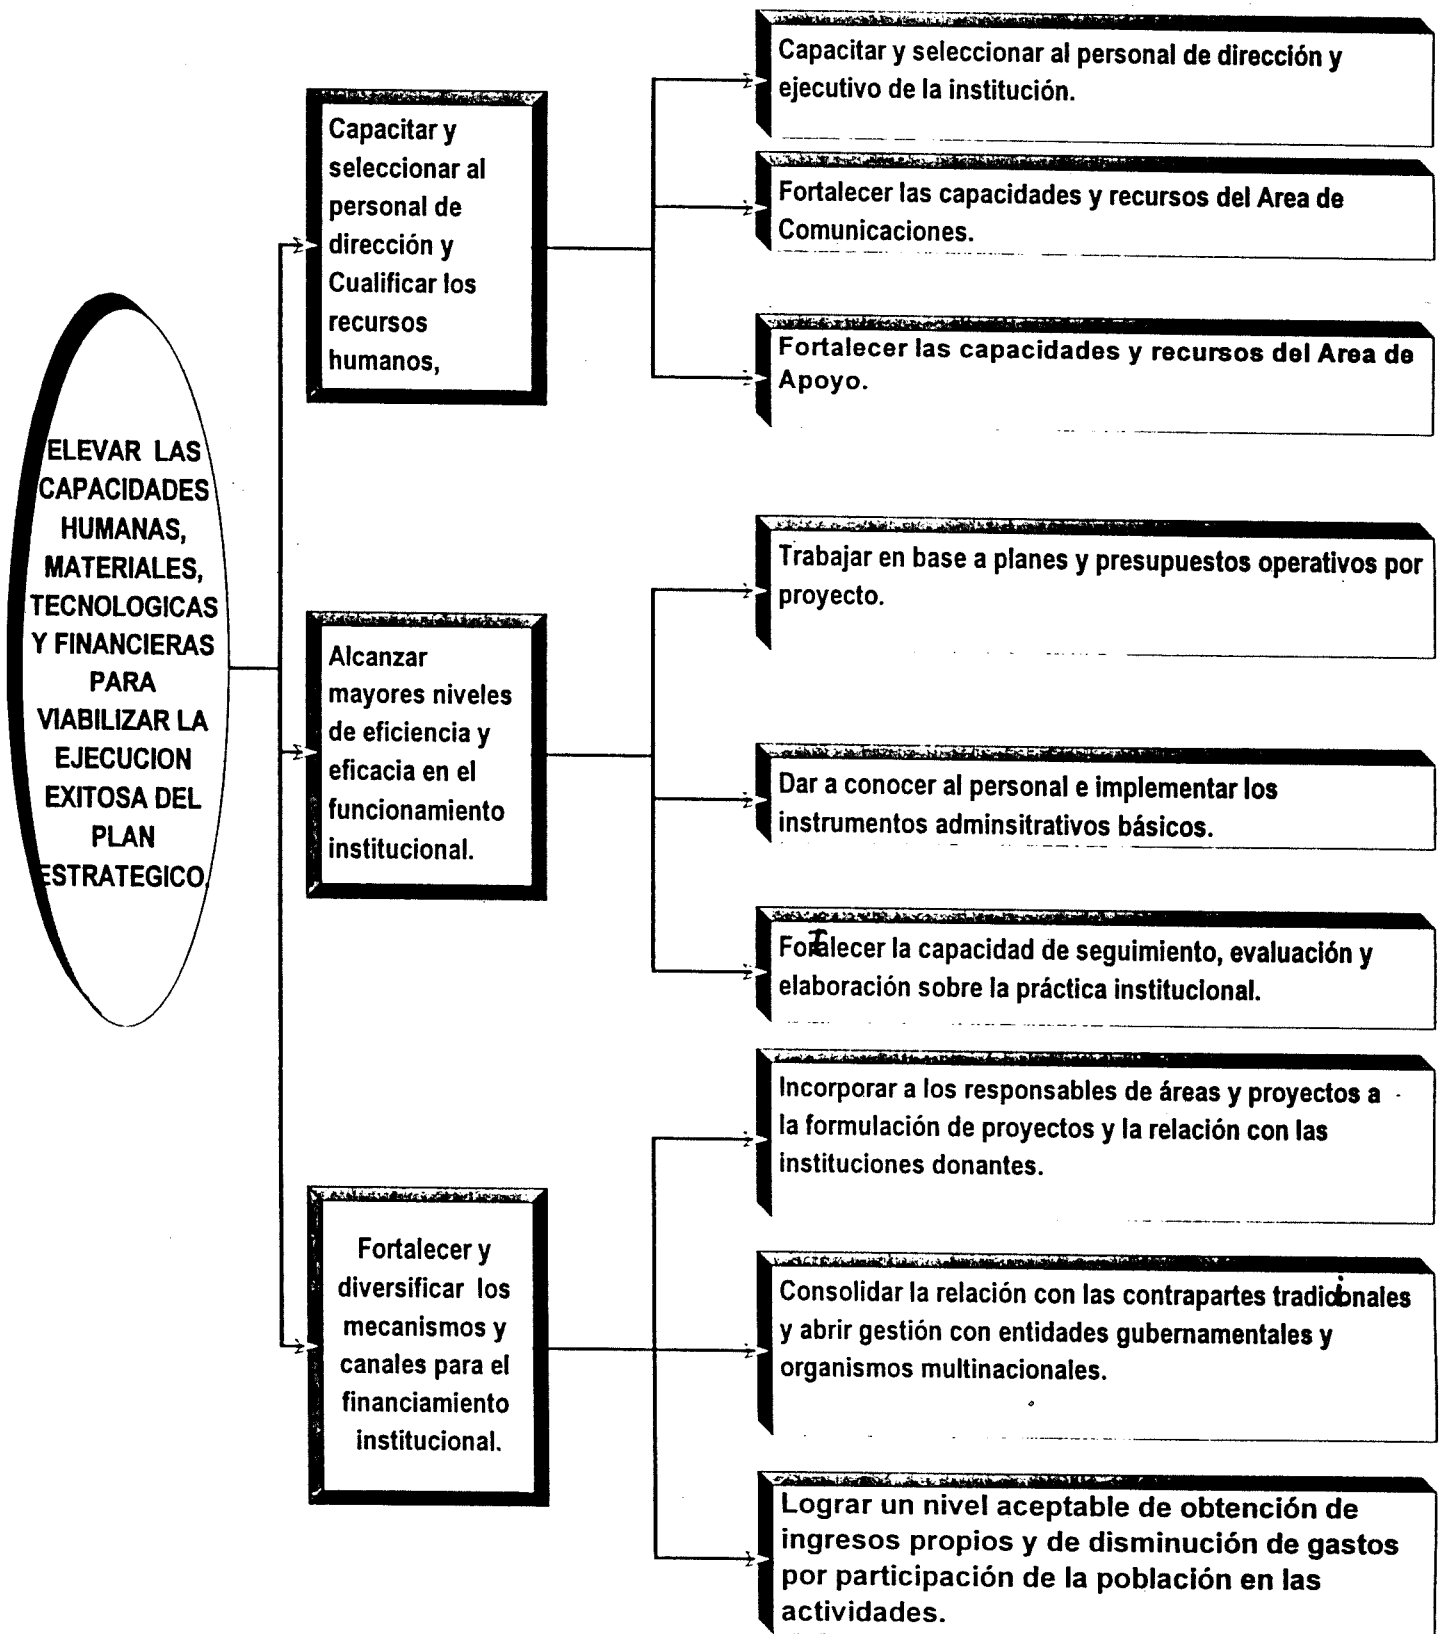 ELEVAR LAS
CAPACIDADES
HUMANAS,
MATERIALES,
TECNOLOGICAS
Y FINANCIERAS
PARA
VIABILIZAR LA
EJECUCION
EXITOSA DEL
PLAN
ESTRATEGICO.
Capacitar y
seleccionar al
personal de
dirección y
Cualificar los
recursos
humanos,
Capacitar y seleccionar al personal de dirección y
ejecutivo de la institución.
Fortalecer las capacidades y recursos del Area de
Comunicaciones.
Fortalecer las capacidades y recursos del Area de
Apoyo.
Alcanzar
mayores niveles
de eficiencia y
eficacia en el
funcionamiento
institucional.
Trabajar en base a planes y presupuestos operativos por
proyecto.
Dar a conocer al personal e implementar los
instrumentos adminsitrativos básicos.
Fortalecer la capacidad de seguimiento, evaluación y
elaboración sobre la práctica institucional.
Fortalecer y
diversificar los
mecanismos y
canales para el
financiamiento
institucional.
Incorporar a los responsables de áreas y proyectos a
la formulación de proyectos y la relación con las
instituciones donantes.
Consolidar la relación con las contrapartes tradicionales
y abrir gestión con entidades gubernamentales y
organismos multinacionales.
Lograr un nivel aceptable de obtención de
ingresos propios y de disminución de gastos
por participación de la población en las
actividades.